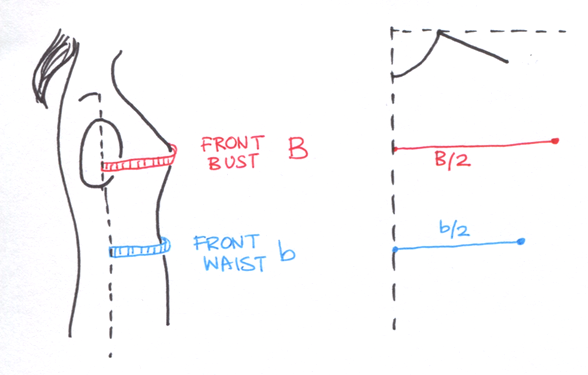 FRONT
BUST B
B/2
b/2
FRONT
WAIST b